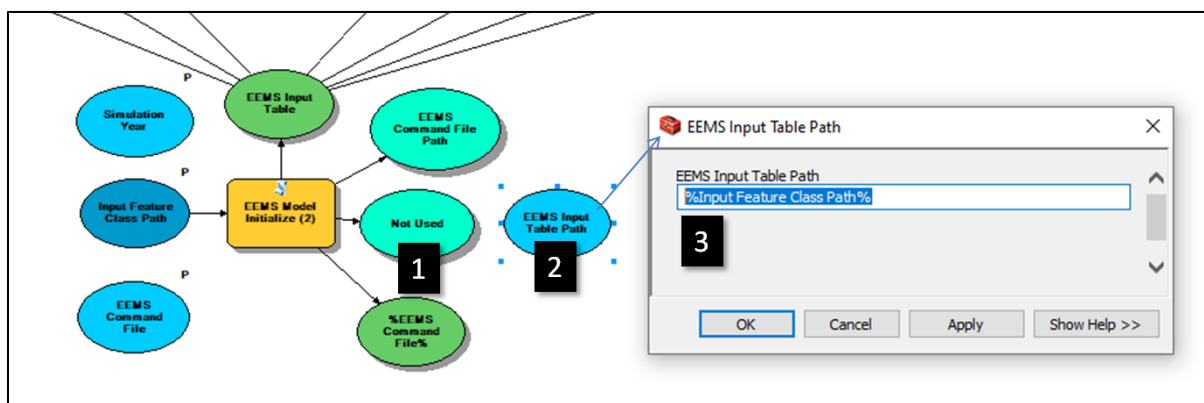 P
EEMS Input
Table
Simulation
Year
EEMS
Command File
Path
P
Input Feature
Class Path
EEMS Model
Initialize (2)
Not Used
1
EEMS Input
Table Path
2
P
EEMS
Command
File
%EEMS
Command
File%
EEMS Input Table Path
EEMS Input Table Path
%Input Feature Class Path%
3
OK
Cancel
Apply
Show Help >>